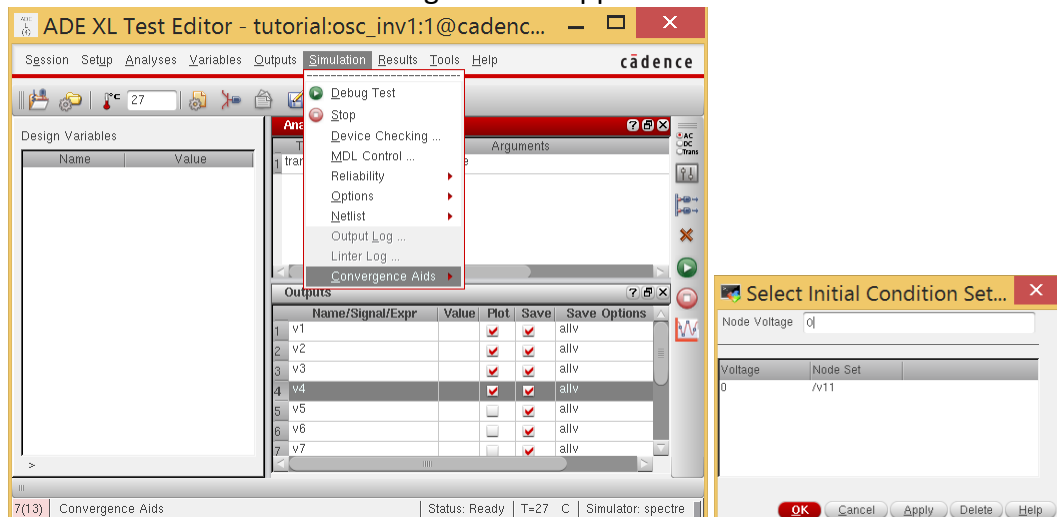 ADE XL Test Editor - tutorial:osc_inv1:1@cadenc...
Session Setup Analyses Variables Outputs Simulation Results Tools Help
cādence
°C 27
Debug Test
Stop
Device Checking ...
MDL Control ...
Reliability
Options
Netlist
Output Log ...
Linter Log ...
Convergence Aids
Design Variables
Name Value
>
Ana
Arguments
1 tran
AC
DC
Trans
Outputs
Name/Signal/Expr Value Plot Save Save Options
1 v1 allv
2 v2 allv
3 v3 allv
4 v4 allv
5 v5 allv
6 v6 allv
7 v7 allv
7(13) Convergence Aids
Status: Ready T=27 C Simulator: spectre
Select Initial Condition Set...
Node Voltage 0
Voltage Node Set
0 /v11
OK Cancel Apply Delete Help